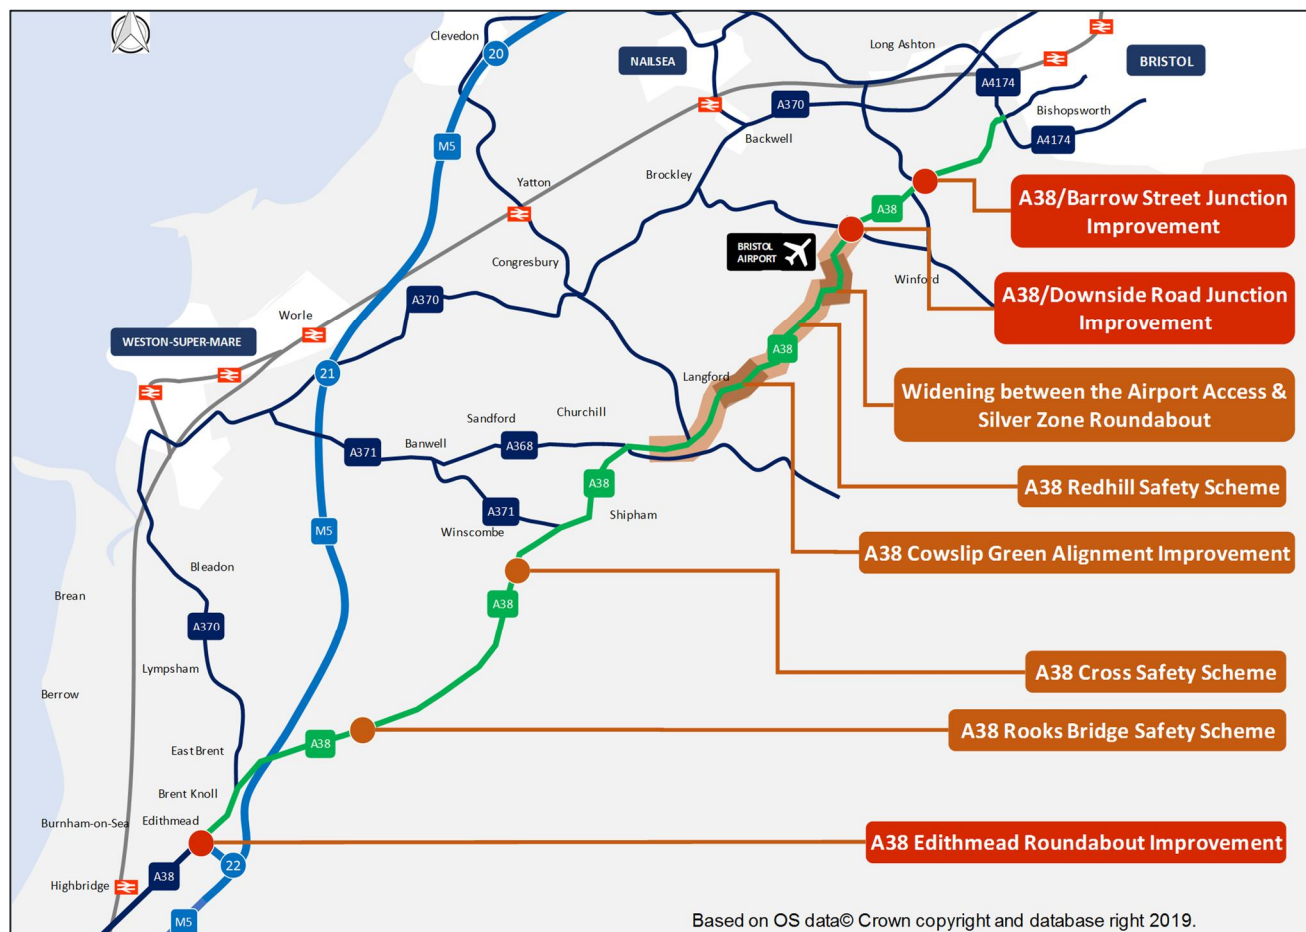 Clevedon
20
NAILSEA
Long Ashton
BRISTOL
A4174
A370
Bishopsworth
A4174
Backwell
M5
Brockley
Yatton
A38
A38/Barrow Street Junction
Improvement
BRISTOL
AIRPORT
Congresbury
Winford
A38/Downside Road Junction
Improvement
A370
Worle
WESTON-SUPER-MARE
A38
21
Langford
Widening between the Airport Access &
Silver Zone Roundabout
Churchill
Sandford
Banwell
A368
A371
A38
A38 Redhill Safety Scheme
A371
Shipham
M5
Winscombe
A38 Cowslip Green Alignment Improvement
Bleadon
Brean
A38
A370
Lympsham
A38 Cross Safety Scheme
Berrow
A38 Rooks Bridge Safety Scheme
A38
East Brent
Brent Knoll
Burnham-on-Sea
Edithmead
A38 Edithmead Roundabout Improvement
22
A38
Highbridge
M5
Based on OS data© Crown copyright and database right 2019.